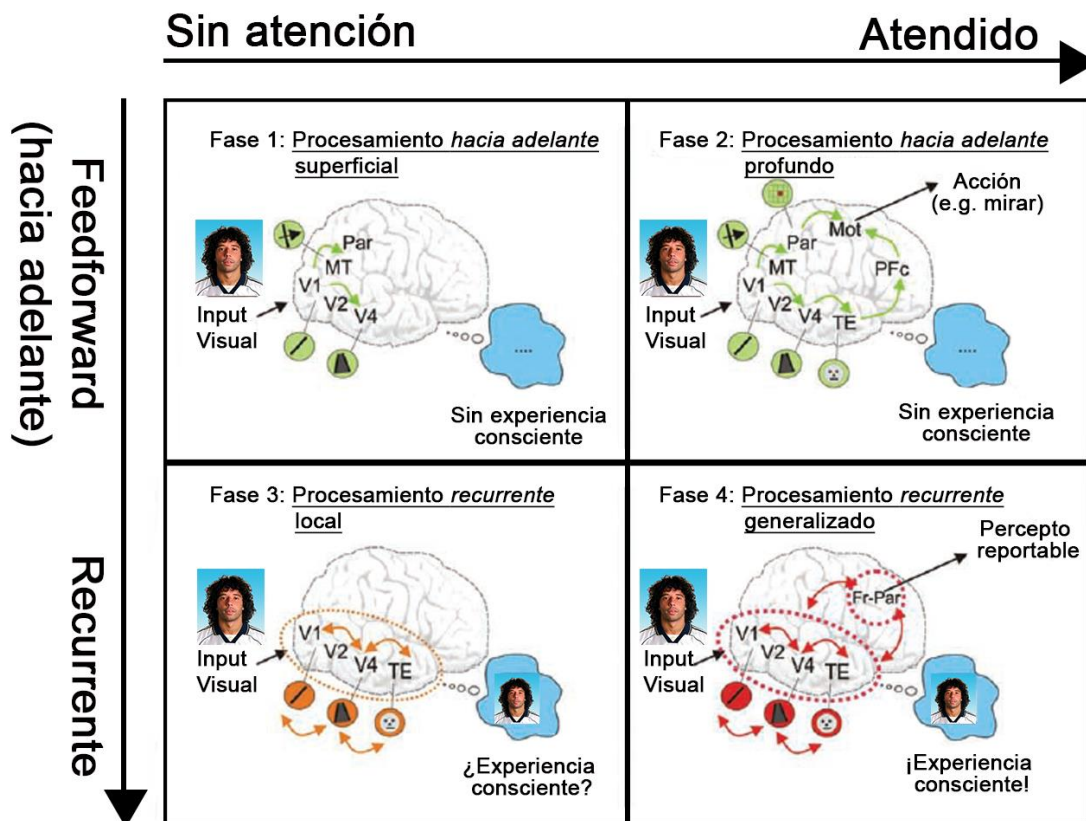 Sin atención
Atendido
Feedforward
(hacia adelante)
Recurrente
Fase 1: Procesamiento hacia adelante
superficial
Par
MT
V1
V2
V4
Input
Visual
....
Sin experiencia
consciente
Fase 2: Procesamiento hacia adelante
profundo
Acción
(e.g. mirar)
Mot
Par
MT
PFc
V1
V2
V4
TE
Input
Visual
....
Sin experiencia
consciente
Fase 3: Procesamiento recurrente
local
V1
V2
V4
TE
Input
Visual
¿Experiencia
consciente?
Fase 4: Procesamiento recurrente
generalizado
Percepto
reportable
Fr-Par
V1
V2
V4
TE
Input
Visual
¡Experiencia
consciente!